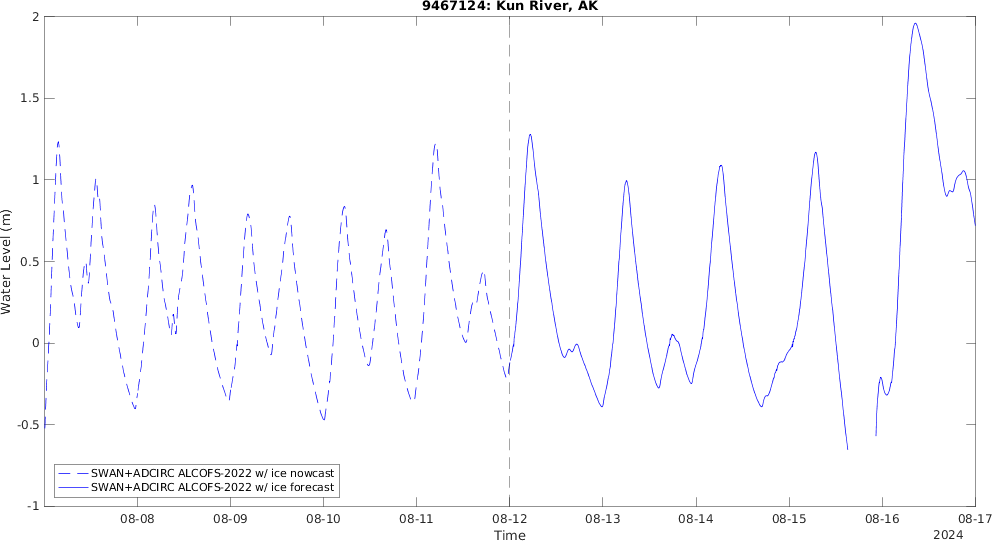 9467124: Kun River, AK
Water Level (m)
2
1.5
1
0.5
0
-0.5
-1
SWAN+ADCIRC ALCOFS-2022 w/ ice nowcast
SWAN+ADCIRC ALCOFS-2022 w/ ice forecast
08-08 08-09 08-10 08-11 08-12 08-13 08-14 08-15 08-16 08-17
Time
2024